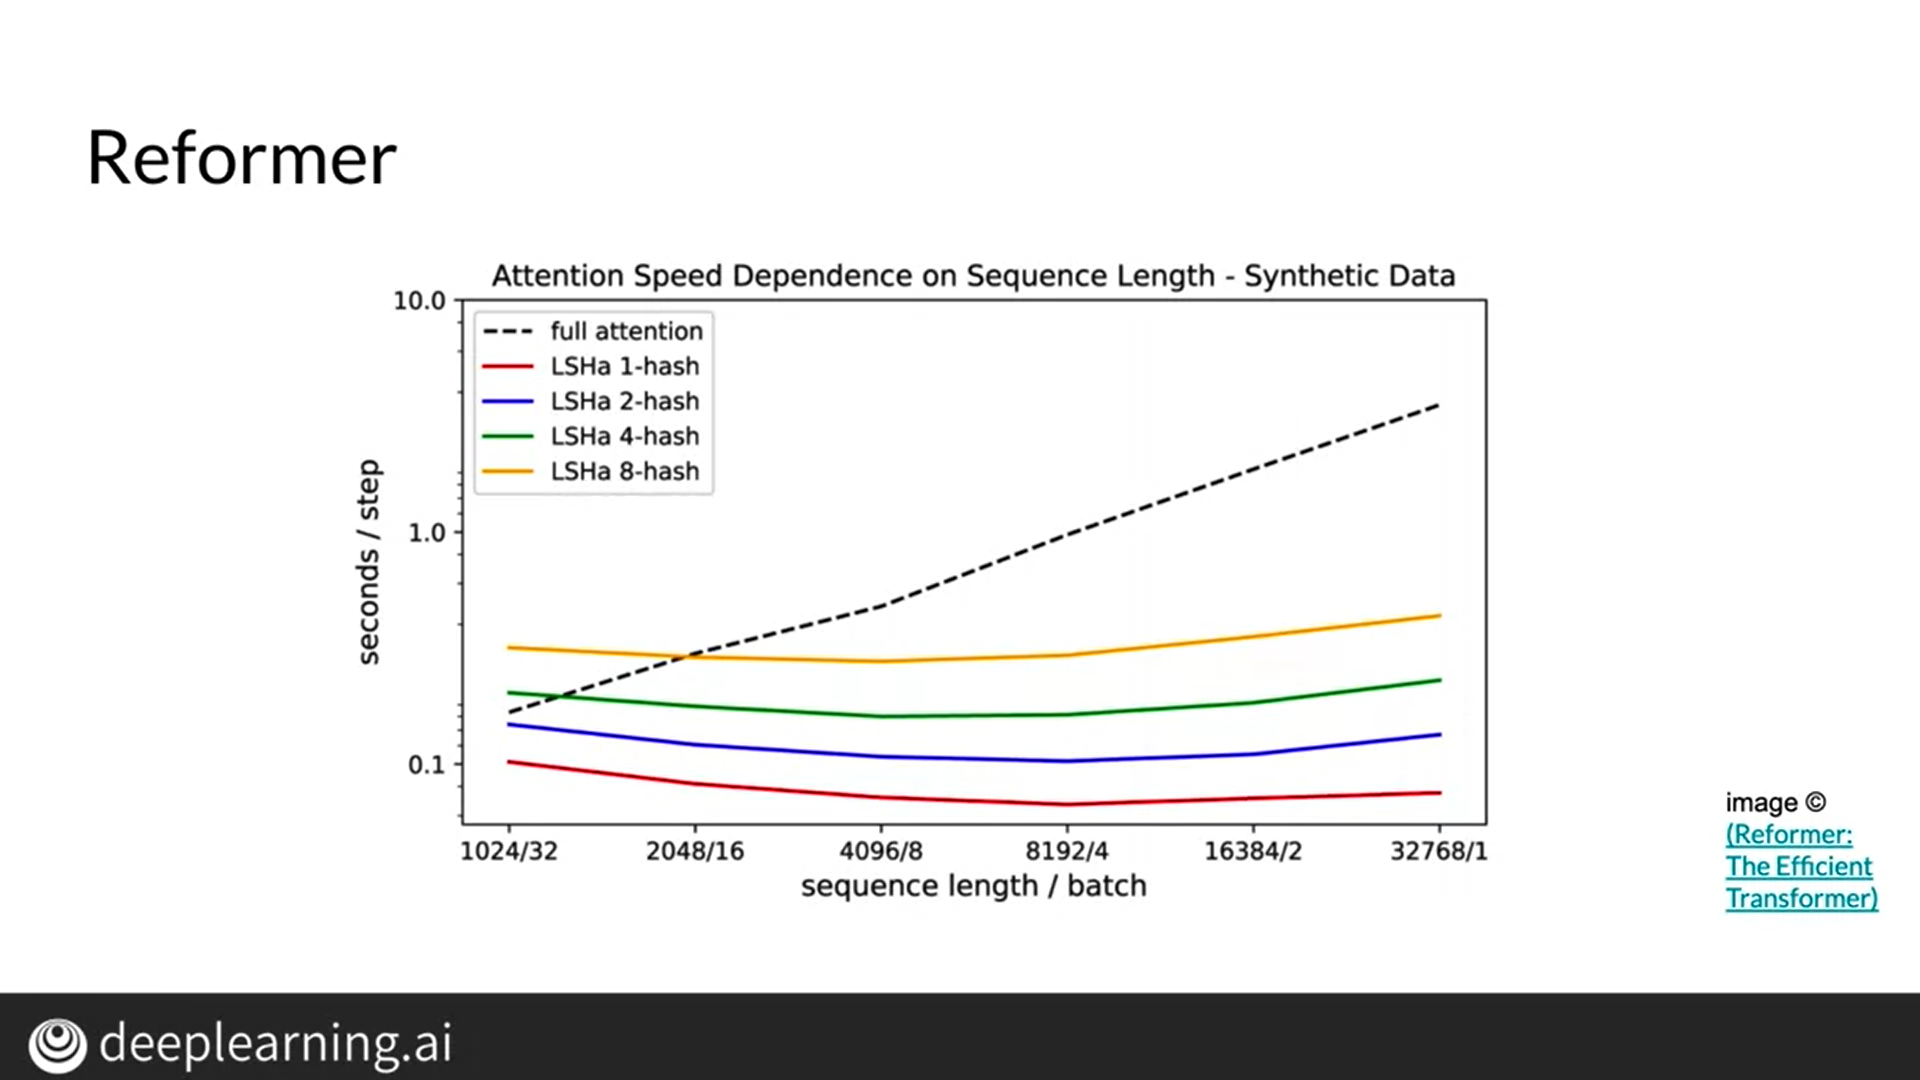 Reformer
Attention Speed Dependence on Sequence Length - Synthetic Data
10.0
1.0
0.1
seconds / step
full attention
LSHa 1-hash
LSHa 2-hash
LSHa 4-hash
LSHa 8-hash
1024/32
2048/16
4096/8
8192/4
16384/2
32768/1
sequence length / batch
image ©
(Reformer:
The Efficient
Transformer)
deeplearning.ai